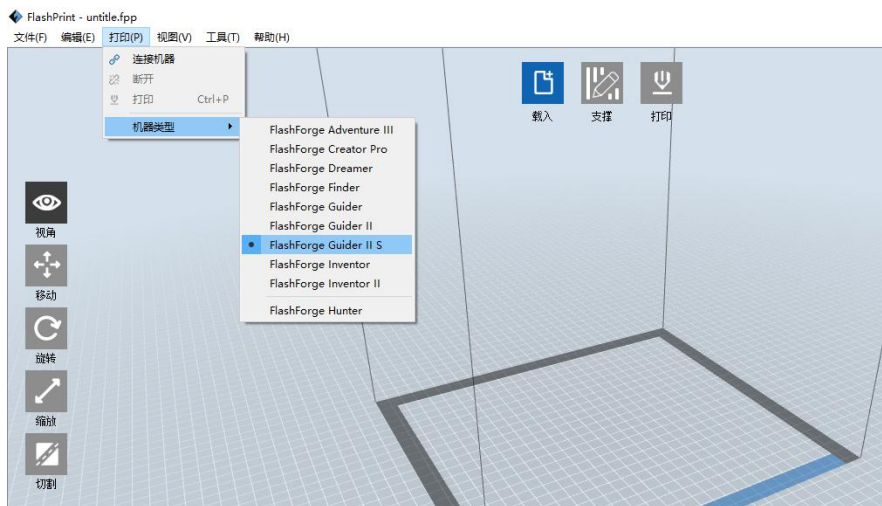 FlashPrint - untitle.fpp
文件(F) 编辑(E) 打印(P) 视图(V) 工具(T) 帮助(H)
连接机器
断开
打印 Ctrl+P
机器类型
FlashForge Adventure III
FlashForge Creator Pro
FlashForge Dreamer
FlashForge Finder
FlashForge Guider
FlashForge Guider II
FlashForge Guider II S
FlashForge Inventor
FlashForge Inventor II
FlashForge Hunter
载入 支撑 打印
视角
移动
旋转
缩放
切割